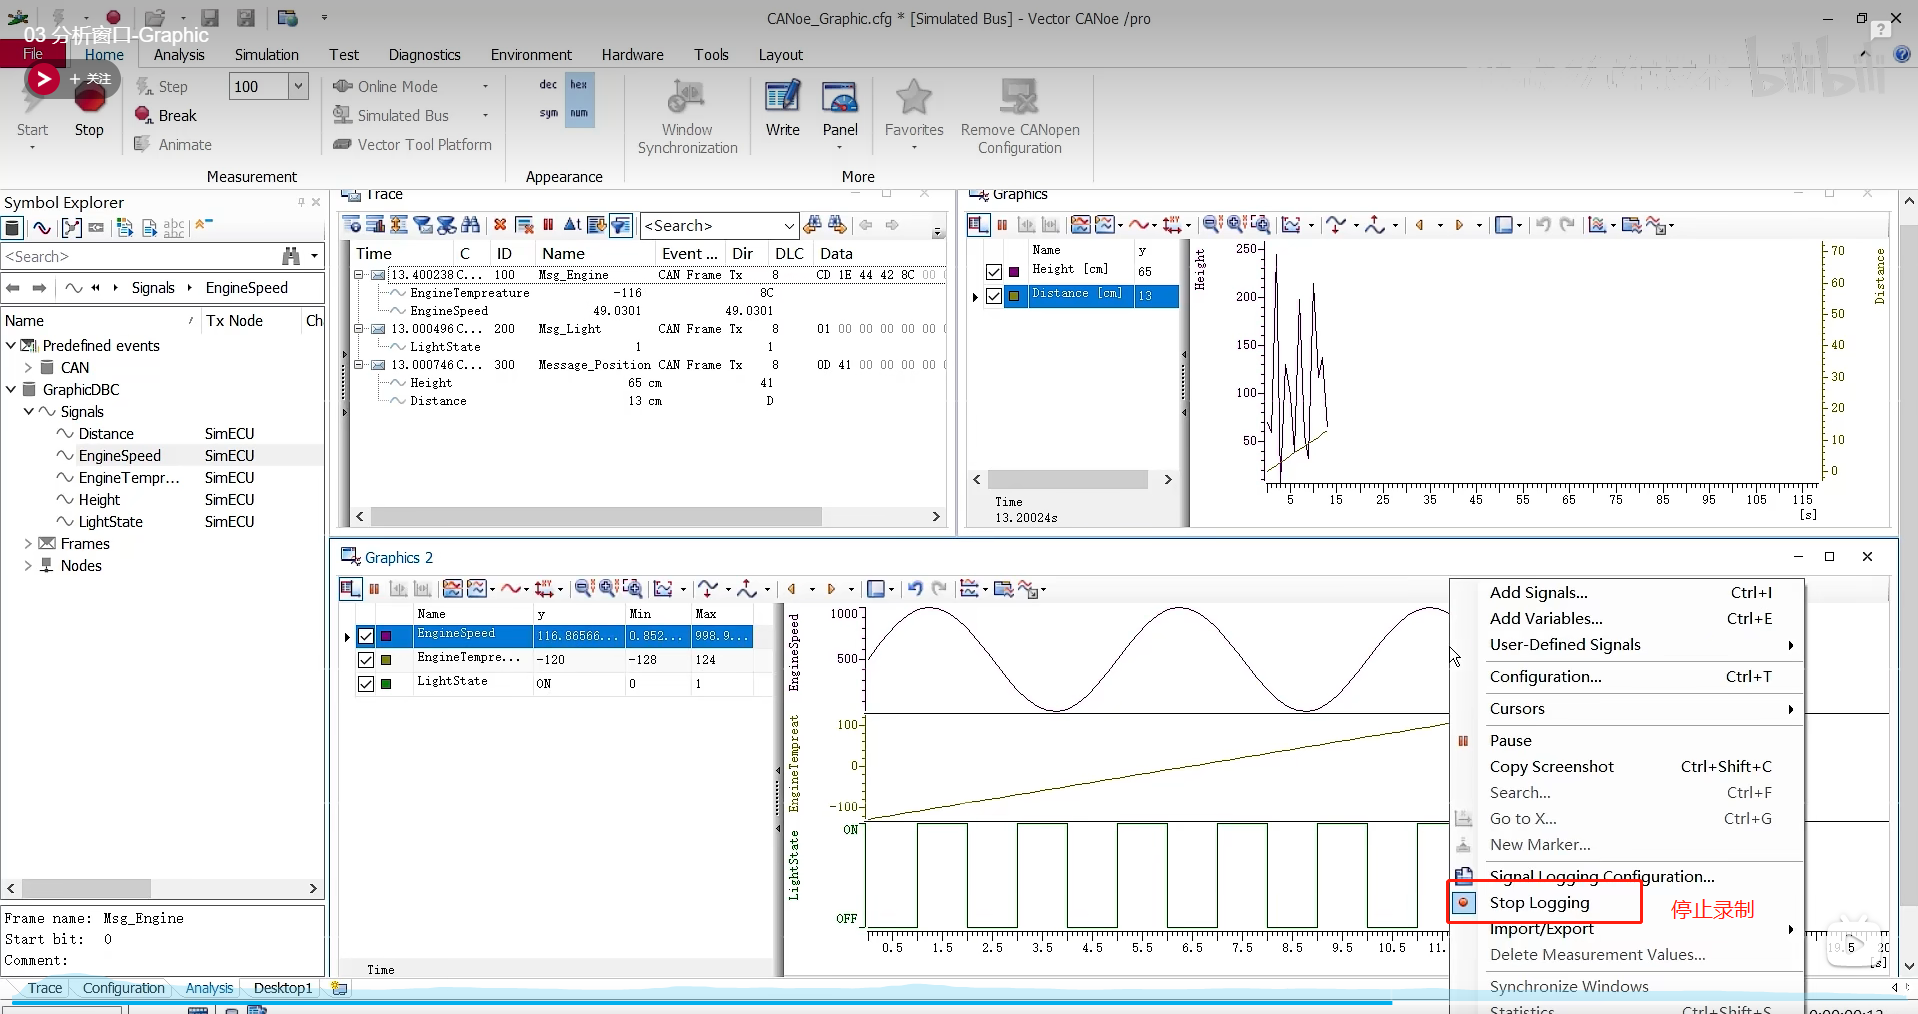 CANoe_Graphic.cfg * [Simulated Bus] - Vector CANoe /pro
03 分析窗口-Graphic
File Home Analysis Simulation Test Diagnostics Environment Hardware Tools Layout
+ 关注
bilibili
Start
Stop
Step
Break
Animate
100
Online Mode
Simulated Bus
Vector Tool Platform
dec hex
sym num
Window Synchronization
Write
Panel
Favorites
Remove CANopen Configuration
Measurement
Appearance
More
Symbol Explorer
<Search>
Signals EngineSpeed
Name / Tx Node Ch
Predefined events
CAN
GraphicDBC
Signals
Distance SimECU
EngineSpeed SimECU
EngineTempr... SimECU
Height SimECU
LightState SimECU
Frames
Nodes
Frame name: Msg_Engine
Start bit: 0
Comment:
Trace
<Search>
Time C ID Name Event ... Dir DLC Data
13.400238 C... 100 Msg_Engine CAN Frame Tx 8 CD 1E 44 42 8C 00
EngineTempreature -116 8C
EngineSpeed 49.0301 49.0301
13.000496 C... 200 Msg_Light CAN Frame Tx 8 01 00 00 00 00
LightState 1 1
13.000746 C... 300 Message_Position CAN Frame Tx 8 0D 41 00 00 00
Height 65 cm 41
Distance 13 cm D
Graphics
Name y
Height [cm] 65
Distance [cm] 13
Time
13.20024s
Height
250
200
150
100
50
70
60
50
40
30
20
10
0
Distance
5 15 25 35 45 55 65 75 85 95 105 115
[s]
Graphics 2
Name y Min Max
EngineSpeed 116.86566... 0.852... 998.9...
EngineTempre... -120 -128 124
LightState ON 0 1
Time
EngineSpeed
1000
500
EngineTempreat
100
0
-100
LightState
ON
OFF
0.5 1.5 2.5 3.5 4.5 5.5 6.5 7.5 8.5 9.5 10.5 11. 19.5 20
[s]
Add Signals... Ctrl+I
Add Variables... Ctrl+E
User-Defined Signals
Configuration... Ctrl+T
Cursors
Pause
Copy Screenshot Ctrl+Shift+C
Search... Ctrl+F
Go to X... Ctrl+G
New Marker...
Signal Logging Configuration...
Stop Logging
停止录制
Import/Export
Delete Measurement Values...
Synchronize Windows
Statistics Ctrl+Shift+S
Trace Configuration Analysis Desktop1